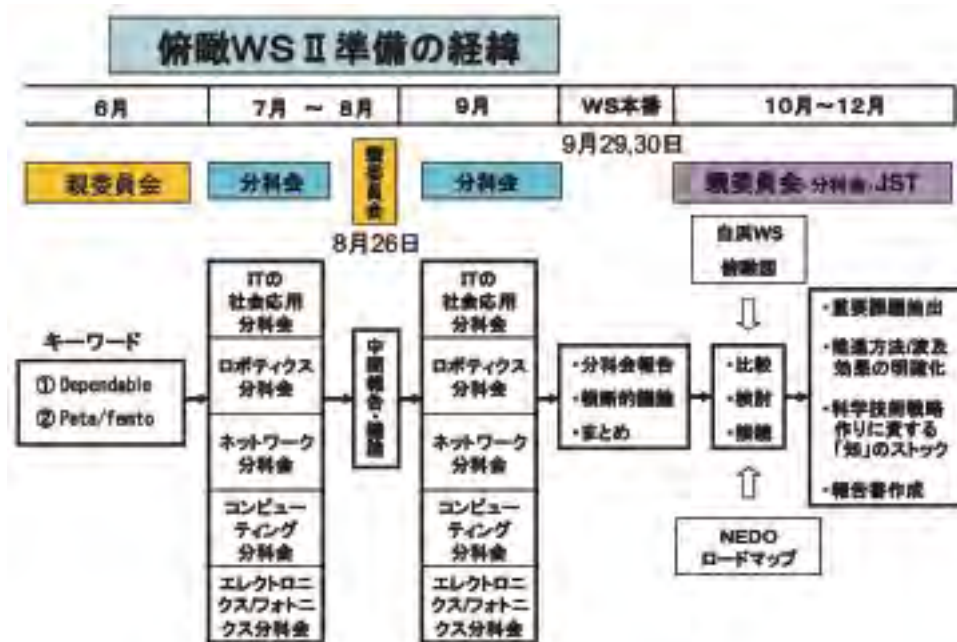 俯瞰WSⅡ準備の経緯
6月
7月 ～ 8月
9月
WS本番
10月～12月
9月29,30日
親委員会
分科会
親委員会
分科会
親委員会・分科会・JST
8月26日
キーワード
① Dependable
② Peta/femto
ITの
社会応用
分科会
ロボティクス
分科会
ネットワーク
分科会
コンピュー
ティング
分科会
エレクトロニ
クス/フォトニ
クス分科会
中間報告・議論
ITの
社会応用
分科会
ロボティクス
分科会
ネットワーク
分科会
コンピュー
ティング
分科会
エレクトロニ
クス/フォトニ
クス分科会
・分科会報告
・横断的議論
・まとめ
白浜WS
俯瞰図
・比較
・検討
NEDO
ロードマップ
・重要課題抽出
・推進方法/波及
効果の明確化
・科学技術戦略
作りに資する
「知」のストック
・報告書作成